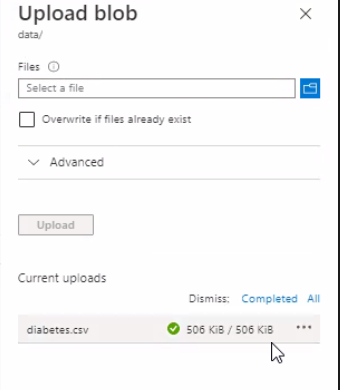 Upload blob
data/
Files
Select a file
Overwrite if files already exist
Advanced
Upload
Current uploads
Dismiss: Completed All
diabetes.csv 506 KiB / 506 KiB